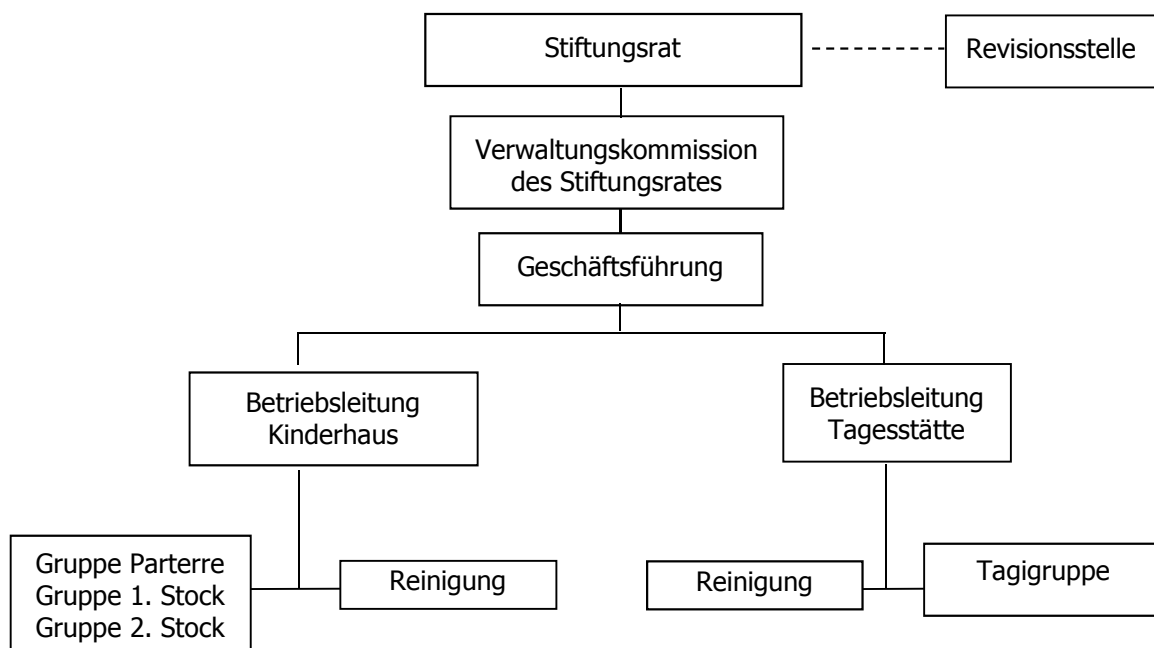 Stiftungsrat
Revisionsstelle
Verwaltungskommission
des Stiftungsrates
Geschäftsführung
Betriebsleitung
Kinderhaus
Betriebsleitung
Tagesstätte
Gruppe Parterre
Gruppe 1. Stock
Gruppe 2. Stock
Reinigung
Reinigung
Tagigruppe